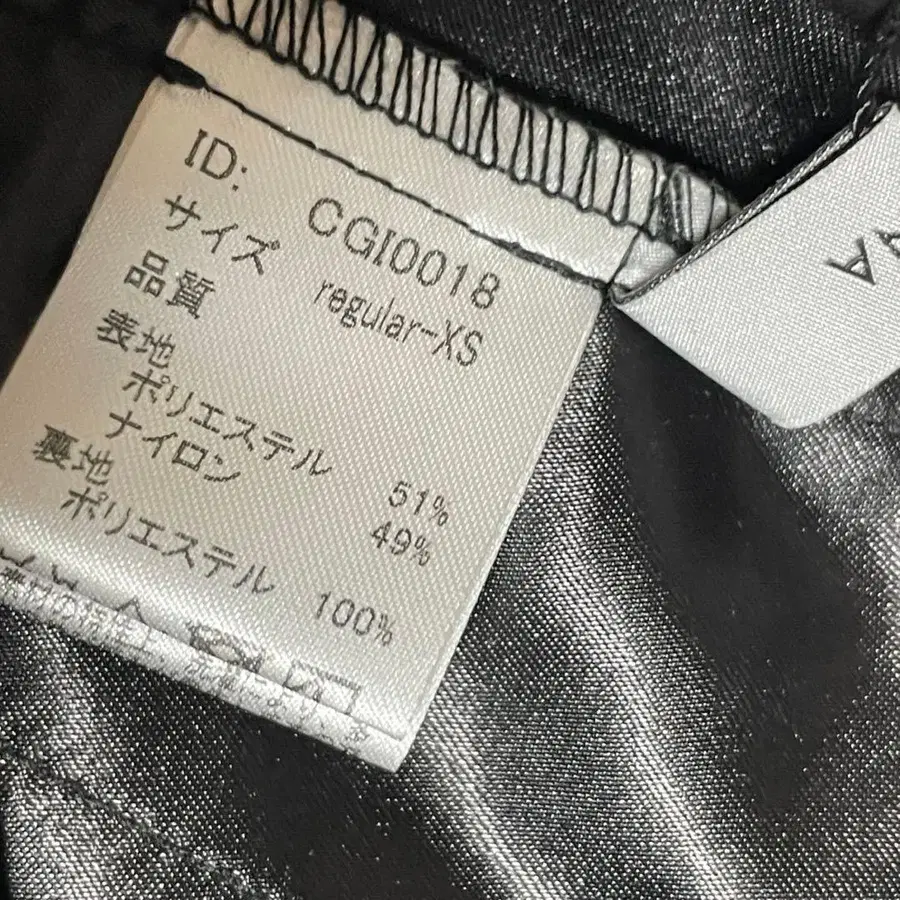 ID: CGI0018
サイズ regular-XS
品質
表地
ポリエステル 51%
ナイロン 49%
裏地
ポリエステル 100%